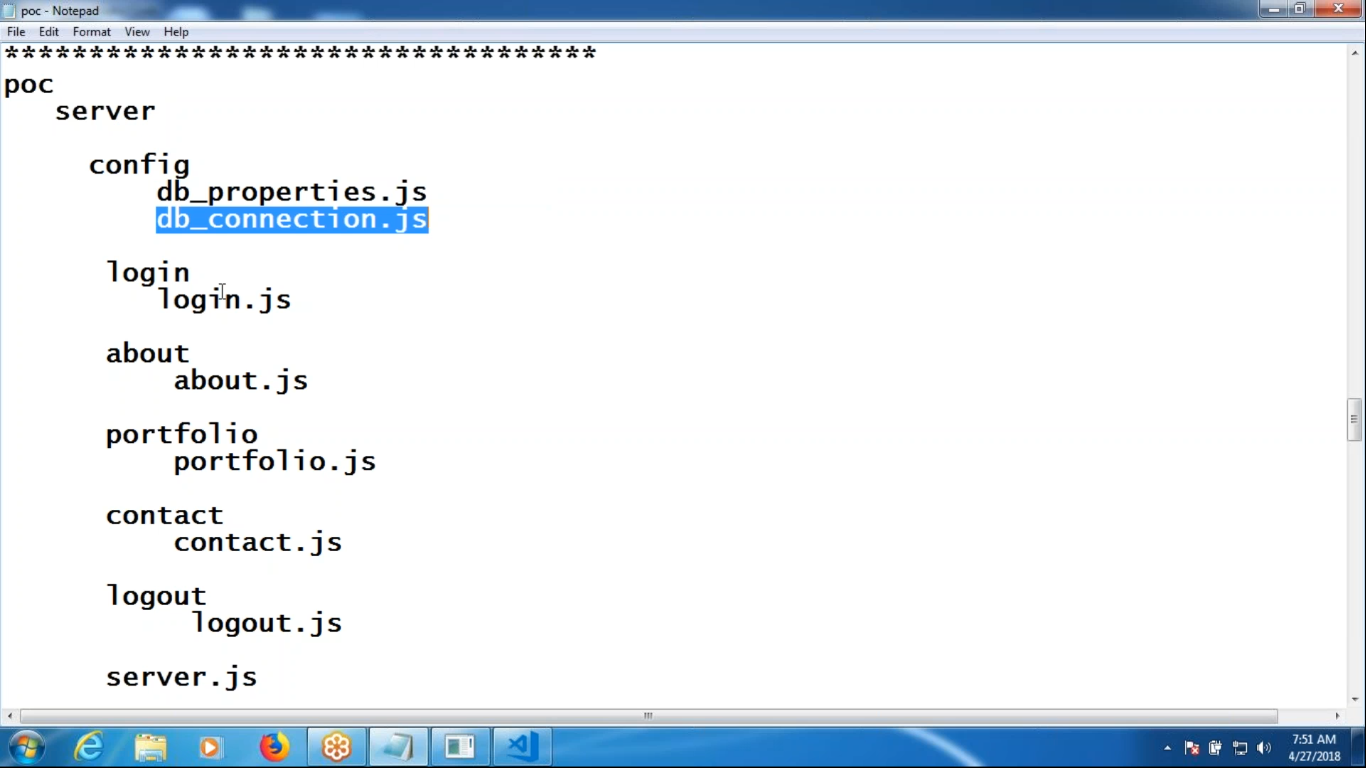 poc - Notepad
File Edit Format View Help
***********************************
poc
server
config
db_properties.js
db_connection.js
login
login.js
about
about.js
portfolio
portfolio.js
contact
contact.js
logout
logout.js
server.js
7:51 AM
4/27/2018